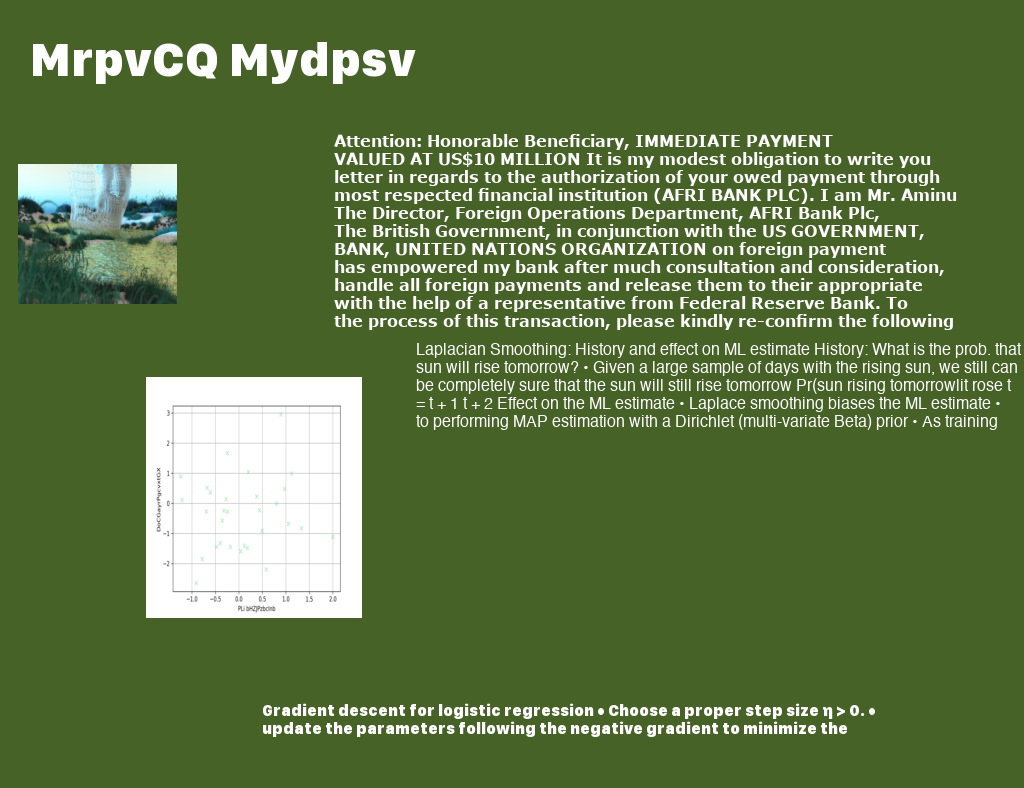 MrpvCQ Mydpsv
Attention: Honorable Beneficiary, IMMEDIATE PAYMENT
VALUED AT US$10 MILLION It is my modest obligation to write you
letter in regards to the authorization of your owed payment through
most respected financial institution (AFRI BANK PLC). I am Mr. Aminu
The Director, Foreign Operations Department, AFRI Bank Plc,
The British Government, in conjunction with the US GOVERNMENT,
BANK, UNITED NATIONS ORGANIZATION on foreign payment
has empowered my bank after much consultation and consideration,
handle all foreign payments and release them to their appropriate
with the help of a representative from Federal Reserve Bank. To
the process of this transaction, please kindly re-confirm the following
Laplacian Smoothing: History and effect on ML estimate History: What is the prob. that
sun will rise tomorrow? • Given a large sample of days with the rising sun, we still can
be completely sure that the sun will still rise tomorrow Pr(sun rising tomorrowlit rose t
= t + 1 t + 2 Effect on the ML estimate • Laplace smoothing biases the ML estimate •
to performing MAP estimation with a Dirichlet (multi-variate Beta) prior • As training
3
2
1
0
−1
−2
−1.0 −0.5 0.0 0.5 1.0 1.5 2.0
Gradient descent for logistic regression • Choose a proper step size η > 0. •
update the parameters following the negative gradient to minimize the